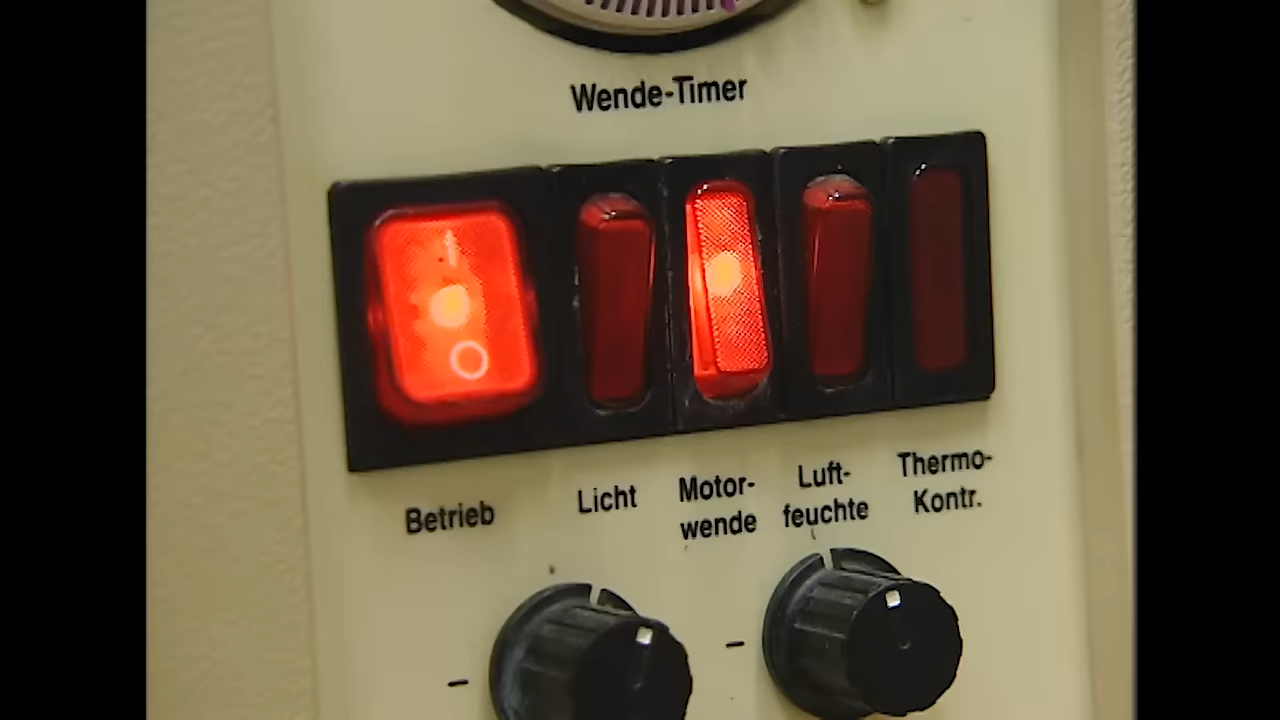 Wende-Timer
Betrieb
Licht
Motor-
wende
Luft-
feuchte
Thermo-
Kontr.